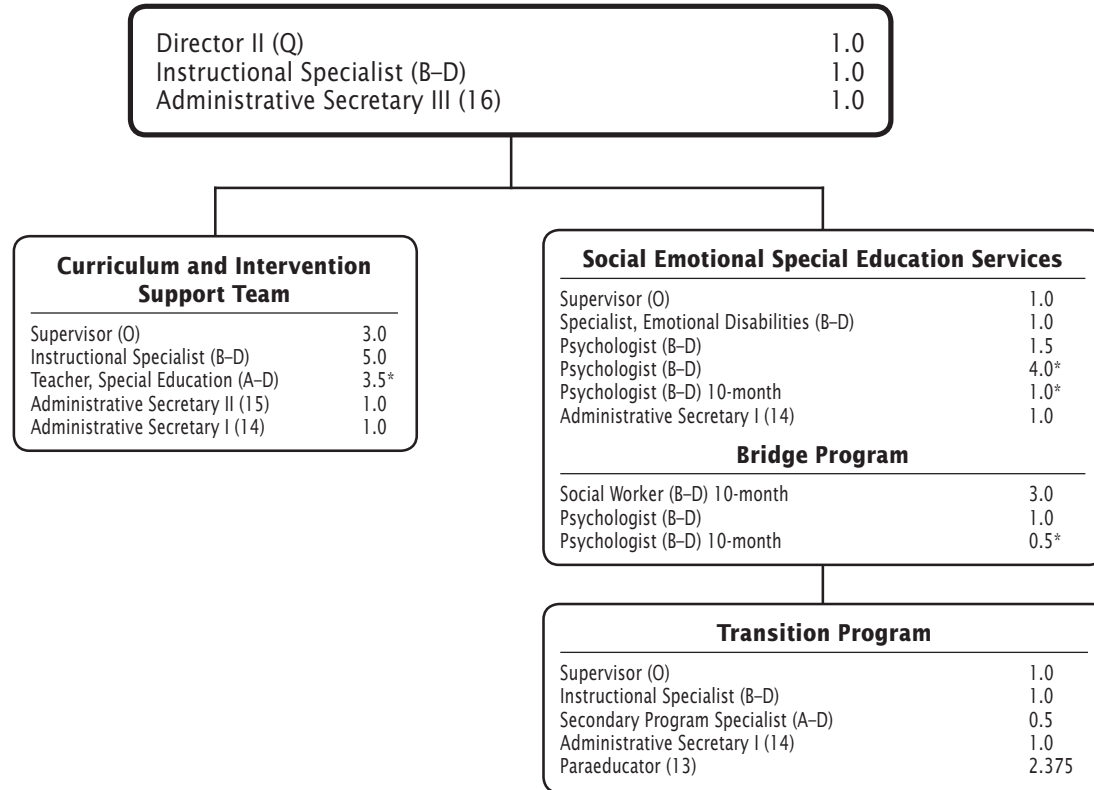 Director II (Q) 1.0
Instructional Specialist (B–D) 1.0
Administrative Secretary III (16) 1.0
Curriculum and Intervention
Support Team
Supervisor (O) 3.0
Instructional Specialist (B–D) 5.0
Teacher, Special Education (A–D) 3.5*
Administrative Secretary II (15) 1.0
Administrative Secretary I (14) 1.0
Social Emotional Special Education Services
Supervisor (O) 1.0
Specialist, Emotional Disabilities (B–D) 1.0
Psychologist (B–D) 1.5
Psychologist (B–D) 4.0*
Psychologist (B–D) 10-month 1.0*
Administrative Secretary I (14) 1.0
Bridge Program
Social Worker (B–D) 10-month 3.0
Psychologist (B–D) 1.0
Psychologist (B–D) 10-month 0.5*
Transition Program
Supervisor (O) 1.0
Instructional Specialist (B–D) 1.0
Secondary Program Specialist (A–D) 0.5
Administrative Secretary I (14) 1.0
Paraeducator (13) 2.375